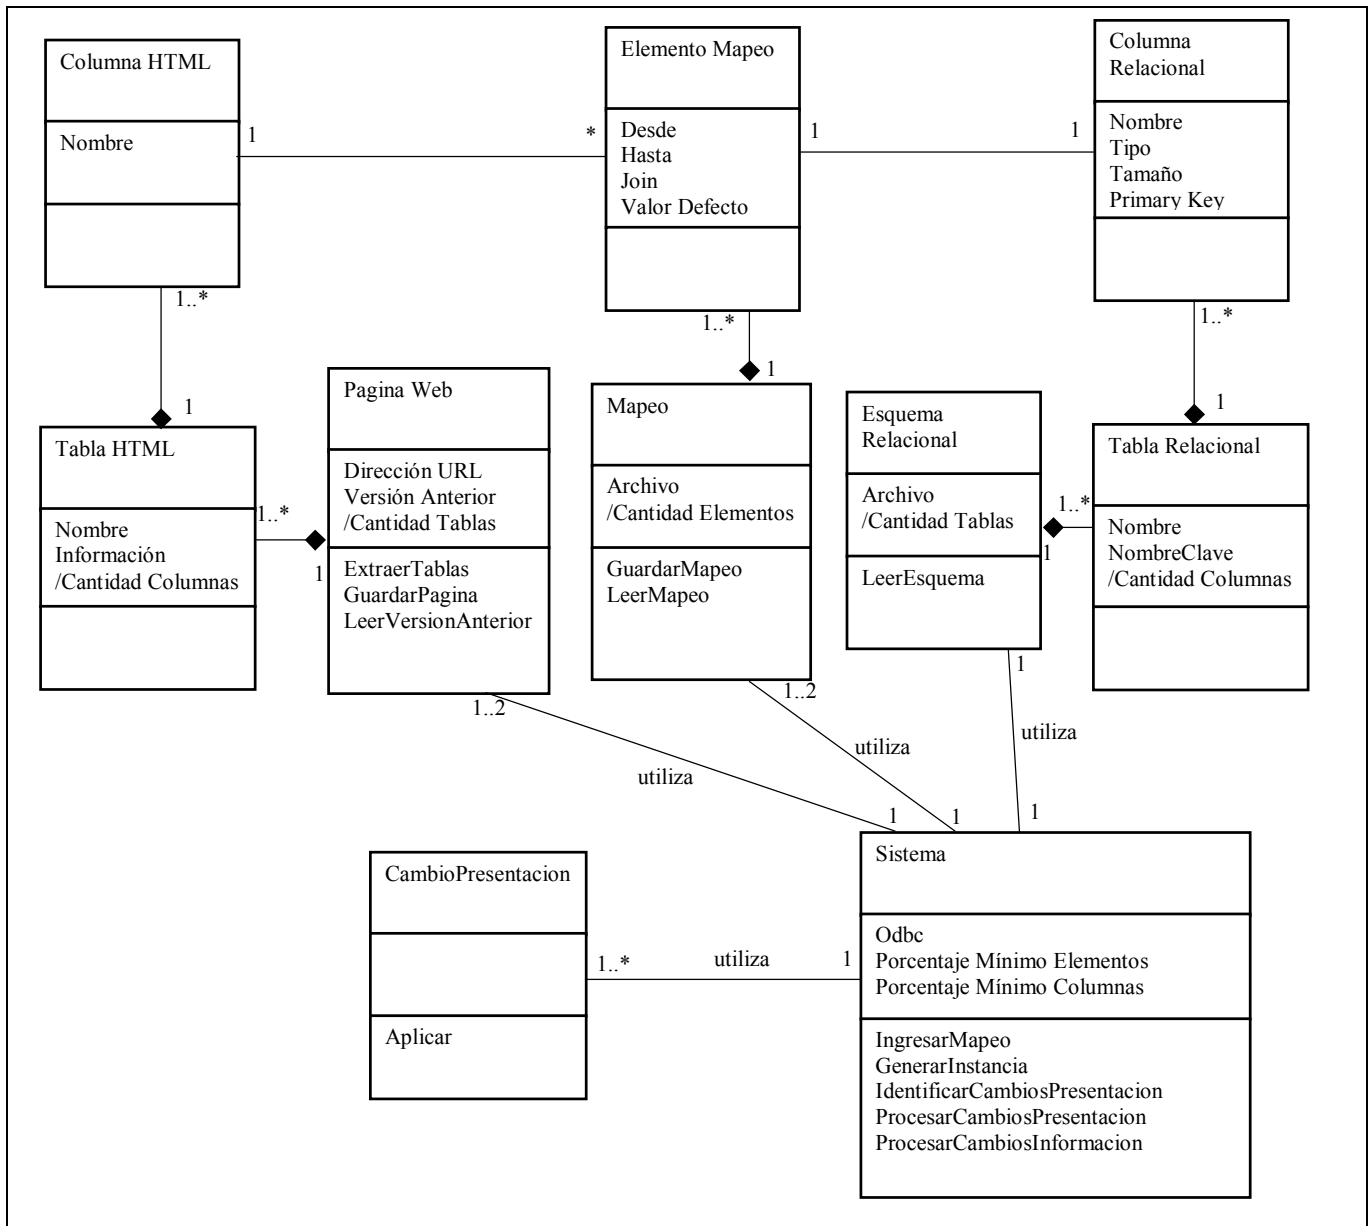 Columna HTML
Nombre
1
*
Elemento Mapeo
Desde
Hasta
Join
Valor Defecto
1
1
Columna
Relacional
Nombre
Tipo
Tamaño
Primary Key
1..*
1
1..*
1
1..*
1
Tabla HTML
Nombre
Información
/Cantidad Columnas
1..*
1
Pagina Web
Dirección URL
Versión Anterior
/Cantidad Tablas
ExtraerTablas
GuardarPagina
LeerVersionAnterior
Mapeo
Archivo
/Cantidad Elementos
GuardarMapeo
LeerMapeo
Esquema
Relacional
Archivo
/Cantidad Tablas
LeerEsquema
1..*
1
Tabla Relacional
Nombre
NombreClave
/Cantidad Columnas
1..2
1..2
1
utiliza
utiliza
utiliza
1
1
1
CambioPresentacion
Aplicar
1..*
utiliza
1
Sistema
Odbc
Porcentaje Mínimo Elementos
Porcentaje Mínimo Columnas
IngresarMapeo
GenerarInstancia
IdentificarCambiosPresentacion
ProcesarCambiosPresentacion
ProcesarCambiosInformacion